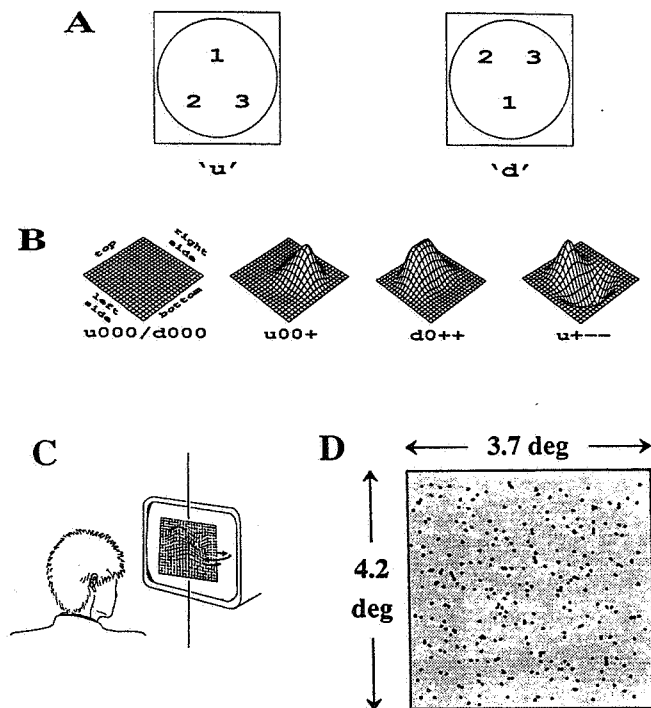 A
1
2 3
'u'
2 3
1
'd'
B
top
right side
left side
bottom
u000/d000
u00+
d0++
u+−−
C
D
3.7 deg
4.2
deg